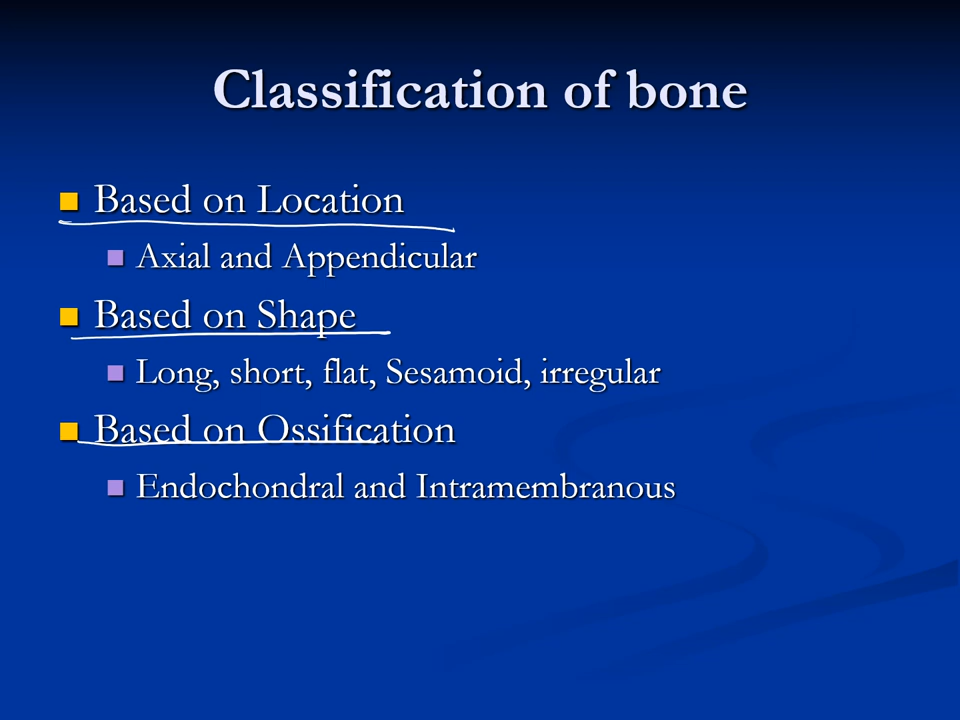 Classification of bone
Based on Location
Axial and Appendicular
Based on Shape
Long, short, flat, Sesamoid, irregular
Based on Ossification
Endochondral and Intramembranous